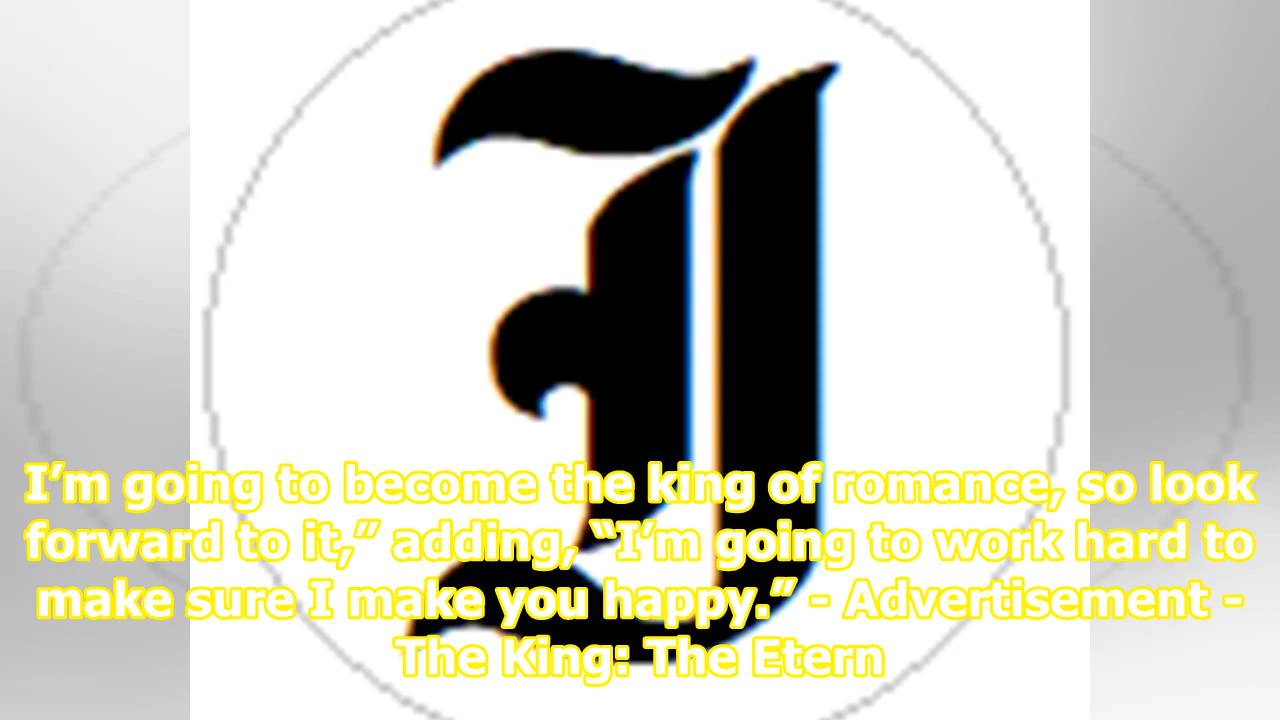 J
I’m going to become the king of romance, so look
forward to it,” adding, “I’m going to work hard to
make sure I make you happy.” - Advertisement -
The King: The Etern